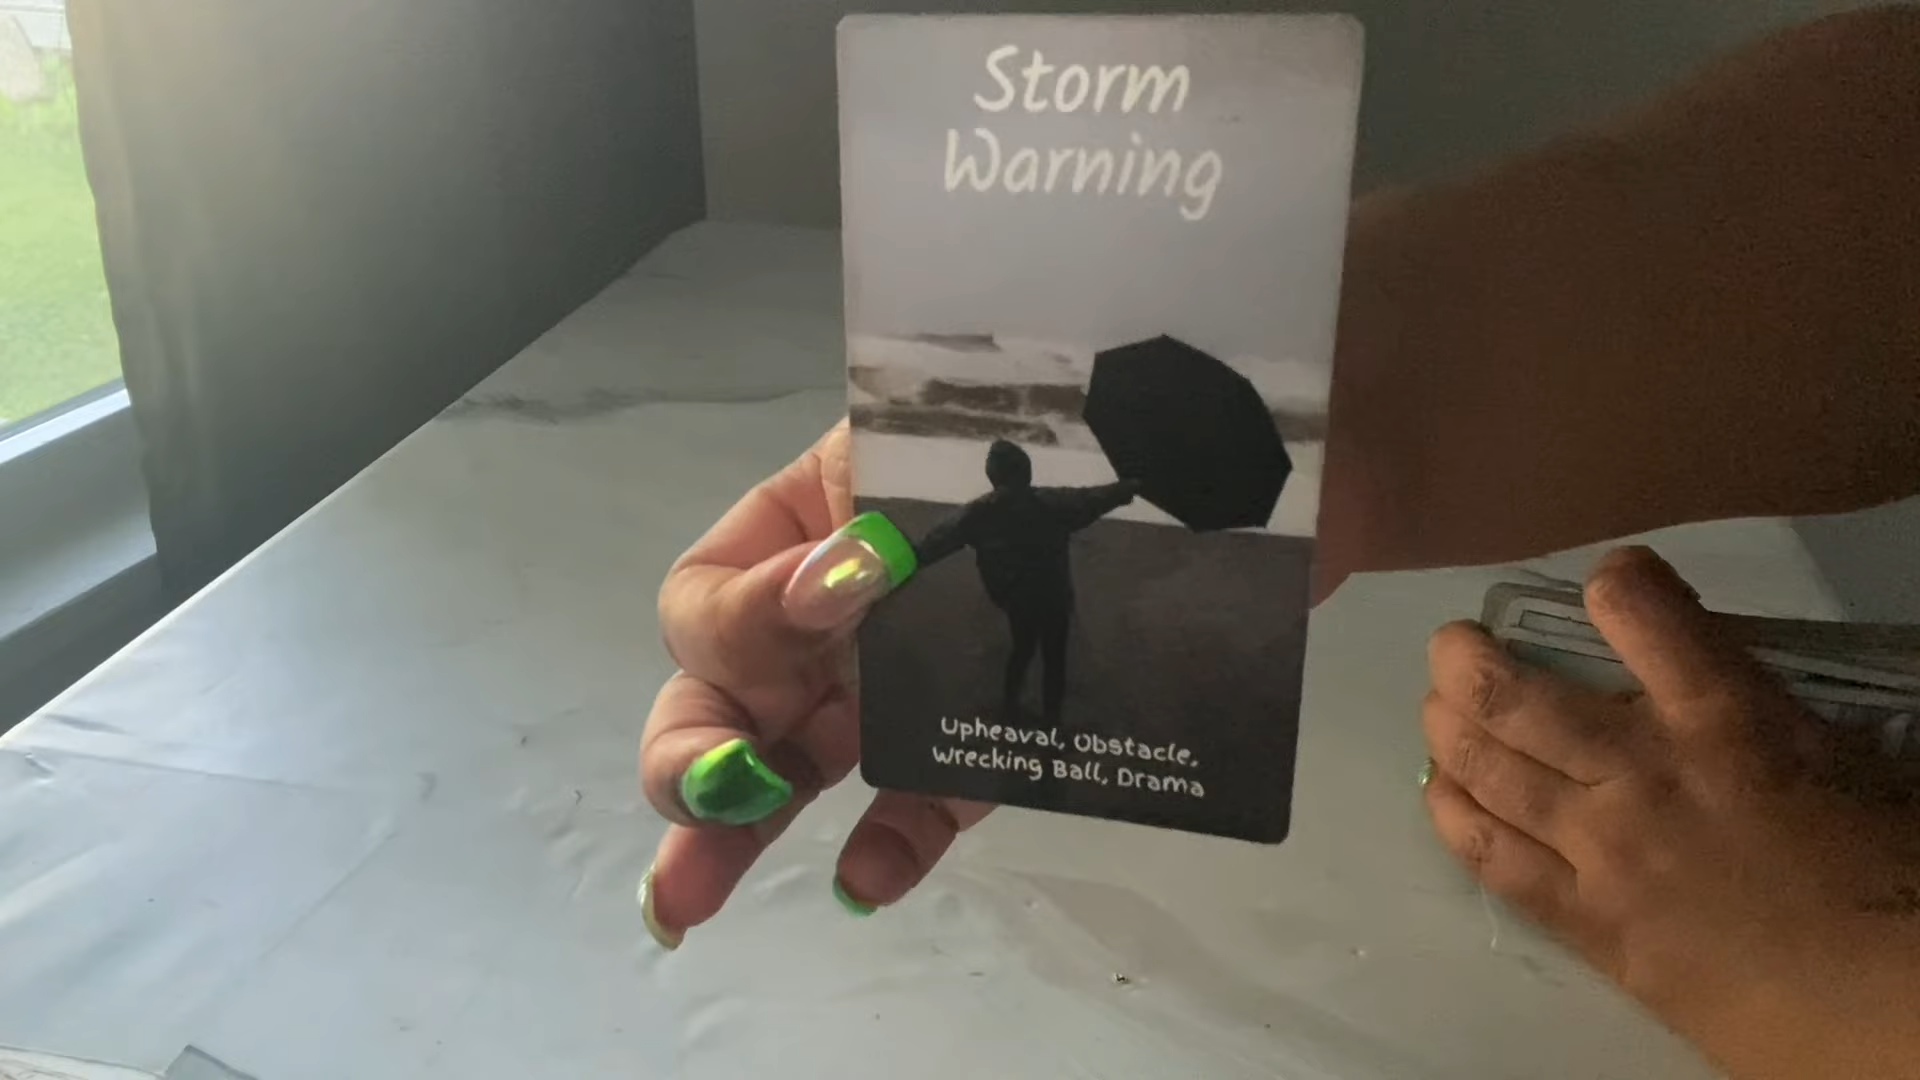 Storm
Warning
Upheaval, Obstacle,
Wrecking Ball, Drama